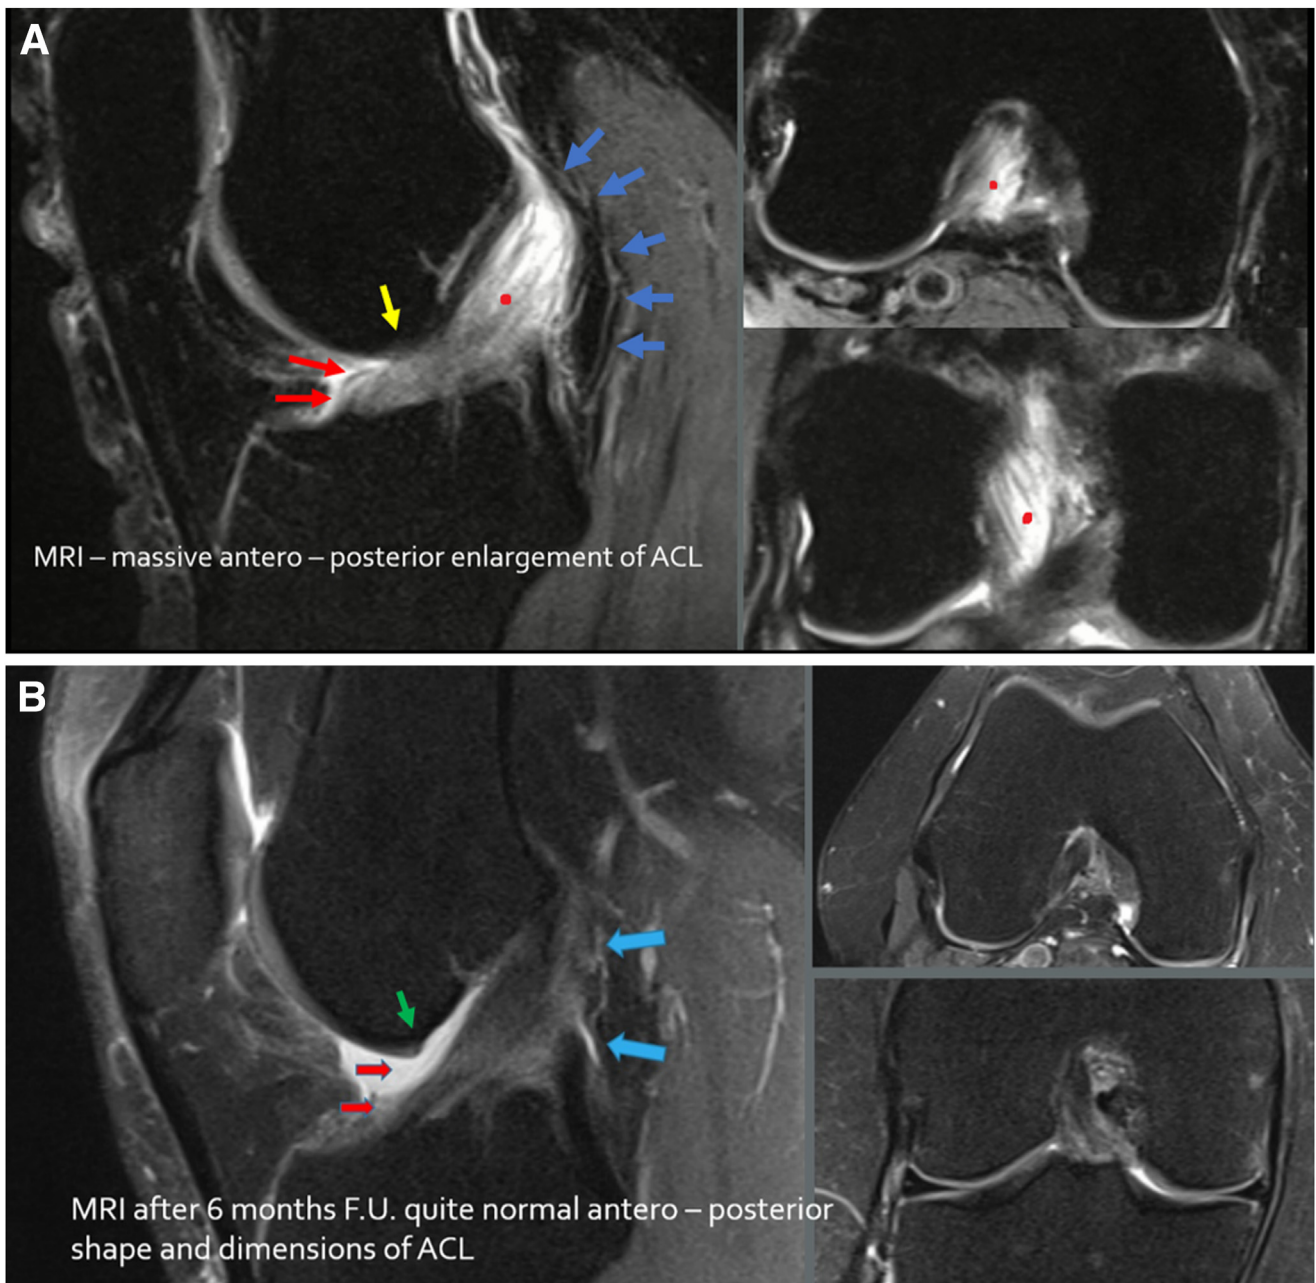 A
MRI – massive antero – posterior enlargement of ACL
B
MRI after 6 months F.U. quite normal antero – posterior
shape and dimensions of ACL